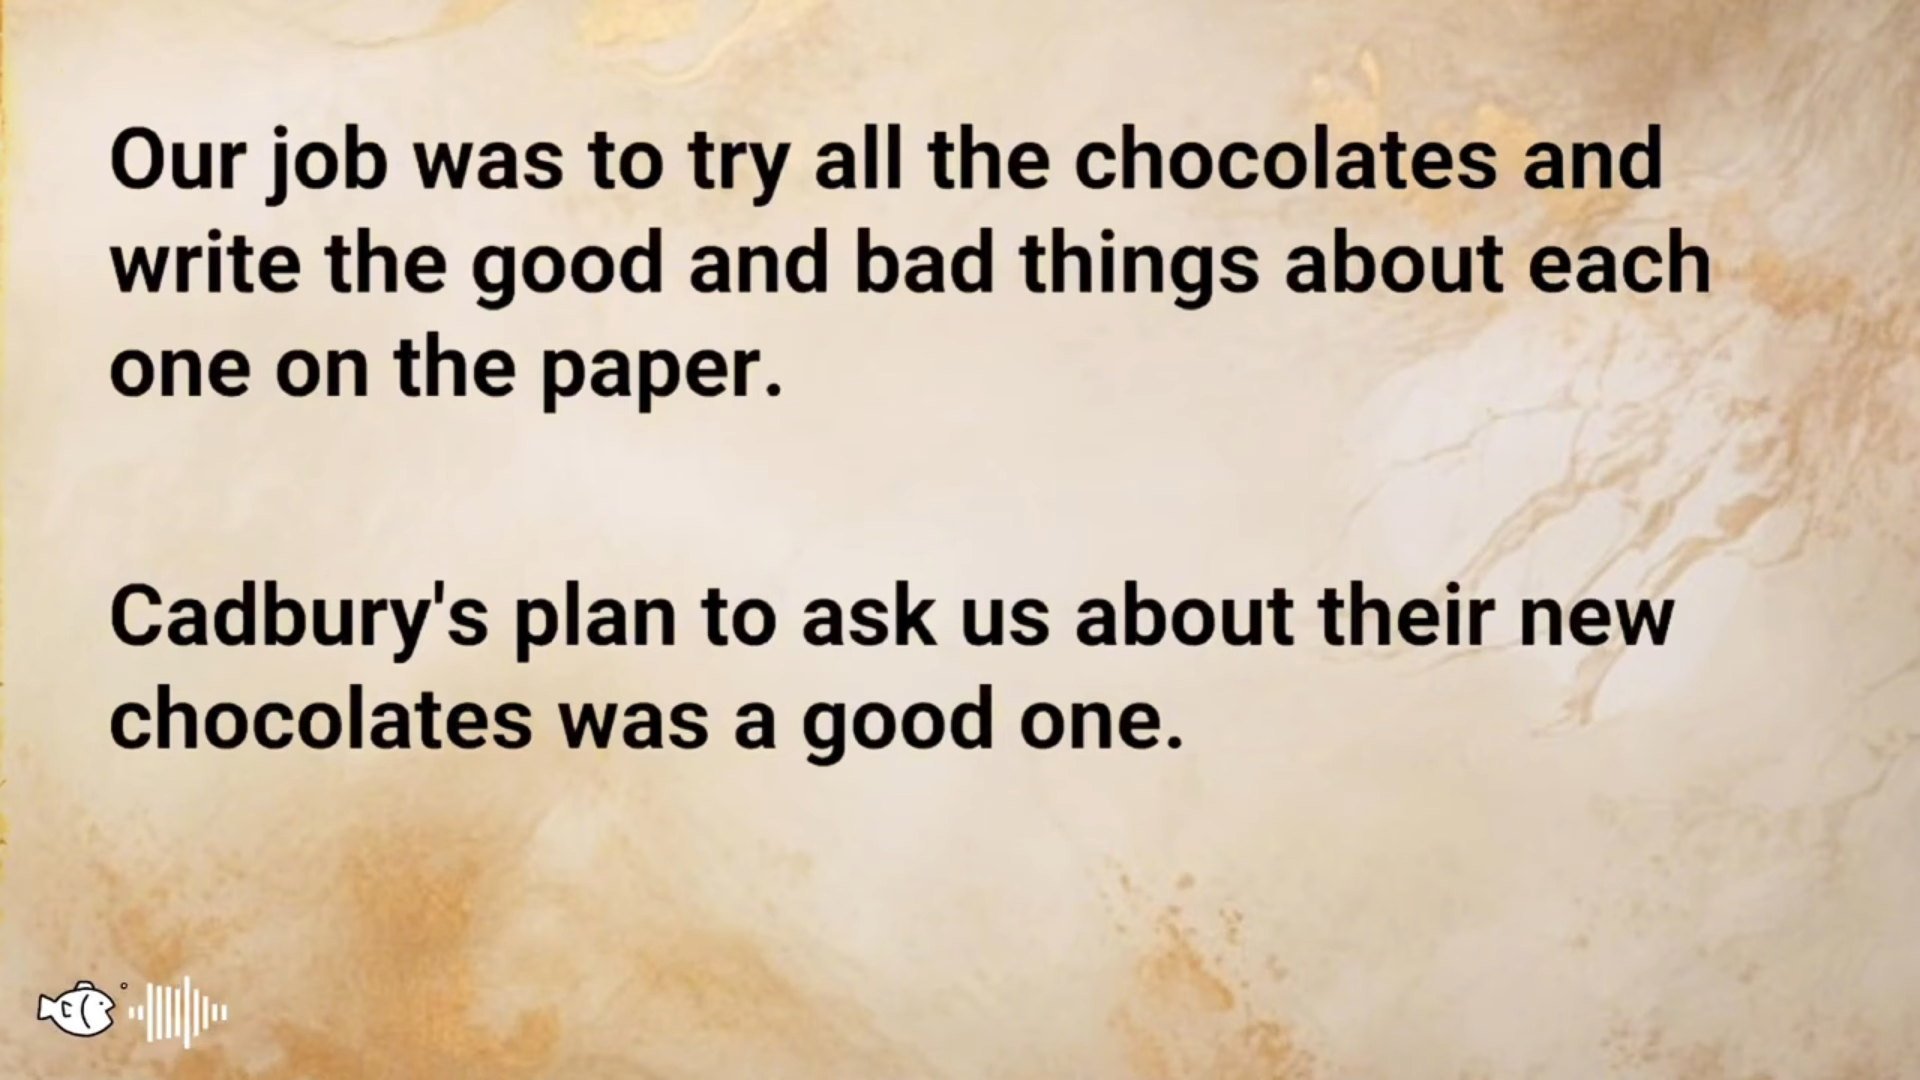 Our job was to try all the chocolates and
write the good and bad things about each
one on the paper.
Cadbury's plan to ask us about their new
chocolates was a good one.